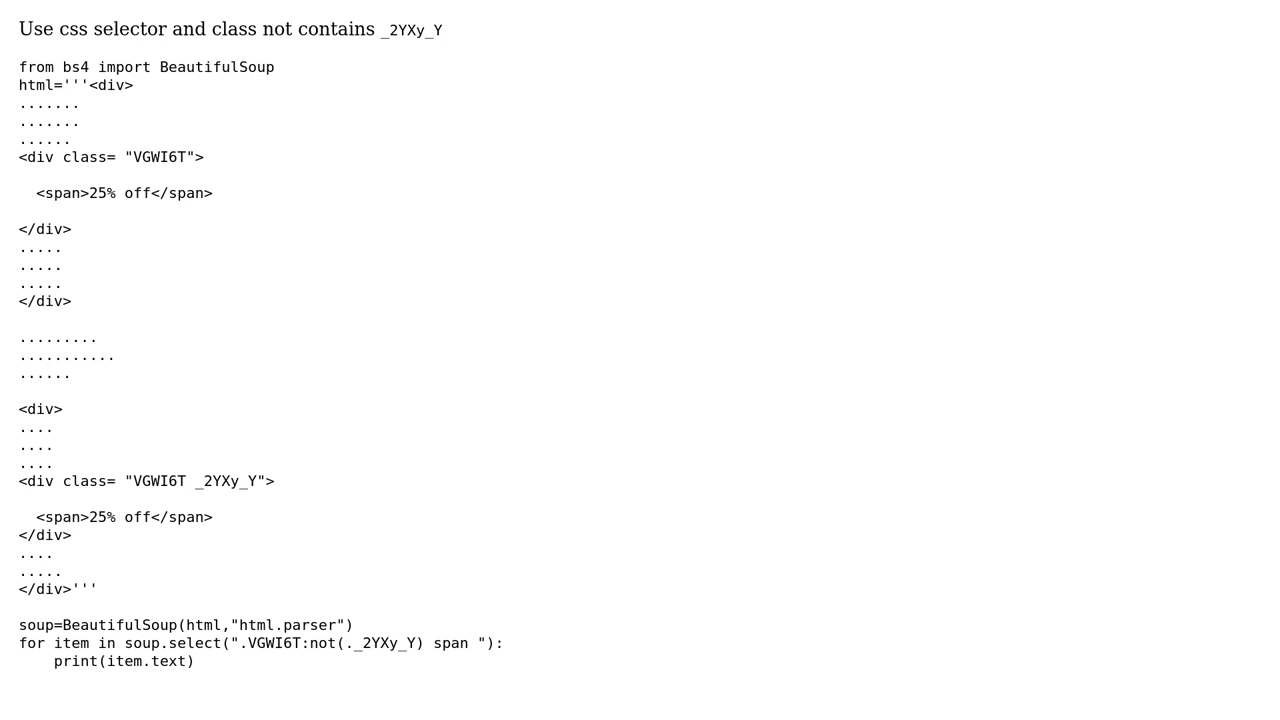 Use css selector and class not contains _2YXy_Y
from bs4 import BeautifulSoup
html='''<div>
.......
.......
......
<div class= "VGWI6T">
  <span>25% off</span>
</div>
.....
.....
.....
</div>
.........
...........
......
<div>
....
....
....
<div class= "VGWI6T _2YXy_Y">
  <span>25% off</span>
</div>
....
.....
</div>'''
soup=BeautifulSoup(html,"html.parser")
for item in soup.select(".VGWI6T:not(._2YXy_Y) span "):
    print(item.text)